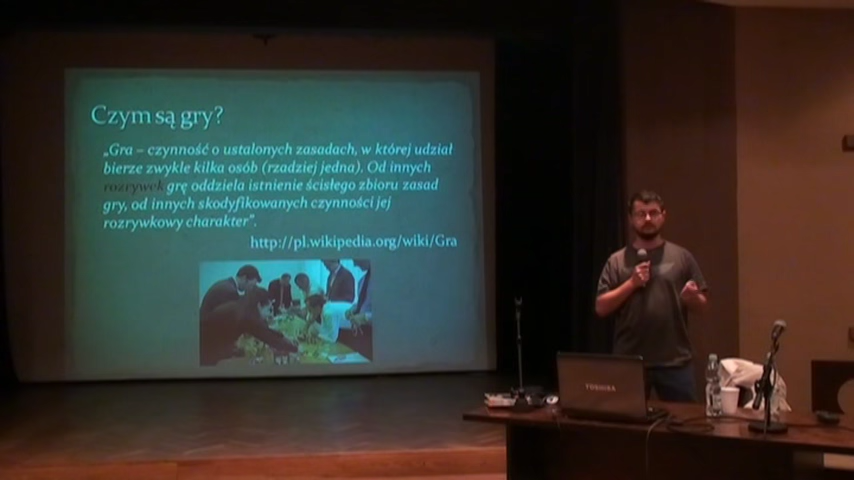 Czym są gry?
„Gra – czynność o ustalonych zasadach, w której udział
bierze zwykle kilka osób (rzadziej jedna). Od innych
rozrywek grę oddziela istnienie ścisłego zbioru zasad
gry, od innych skodyfikowanych czynności jej
rozrywkowy charakter”.
http://pl.wikipedia.org/wiki/Gra
TOSHIBA